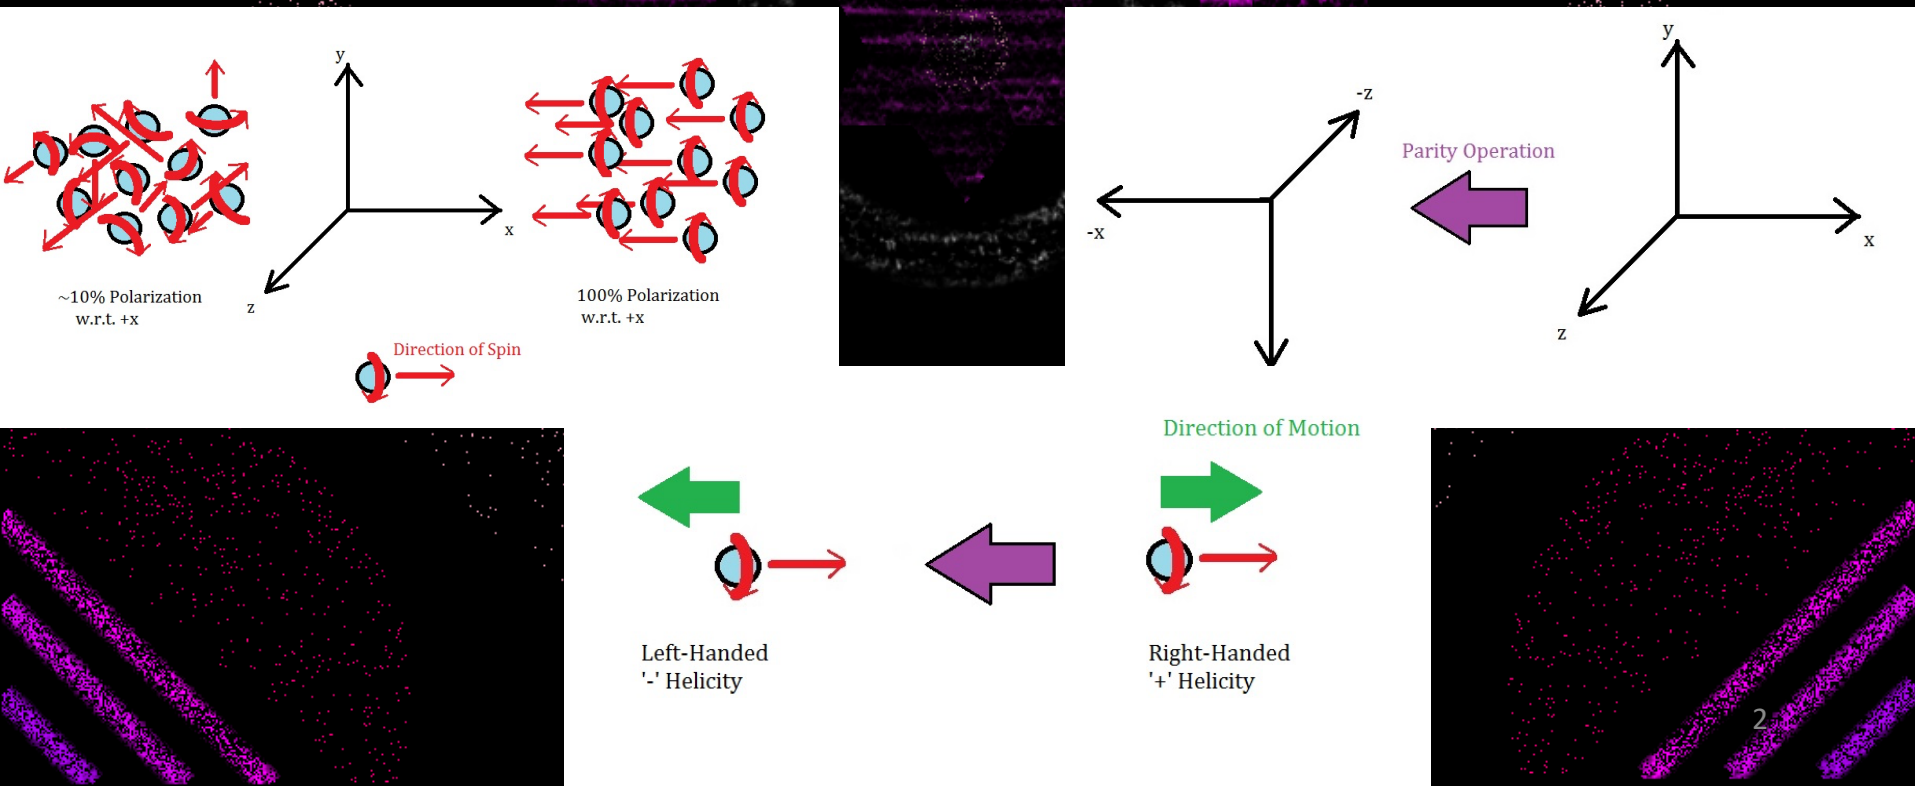 y
x
z
~10% Polarization
w.r.t. +x
100% Polarization
w.r.t. +x
Direction of Spin
-z
-x
Parity Operation
y
x
z
Direction of Motion
Left-Handed
'-' Helicity
Right-Handed
'+' Helicity
2